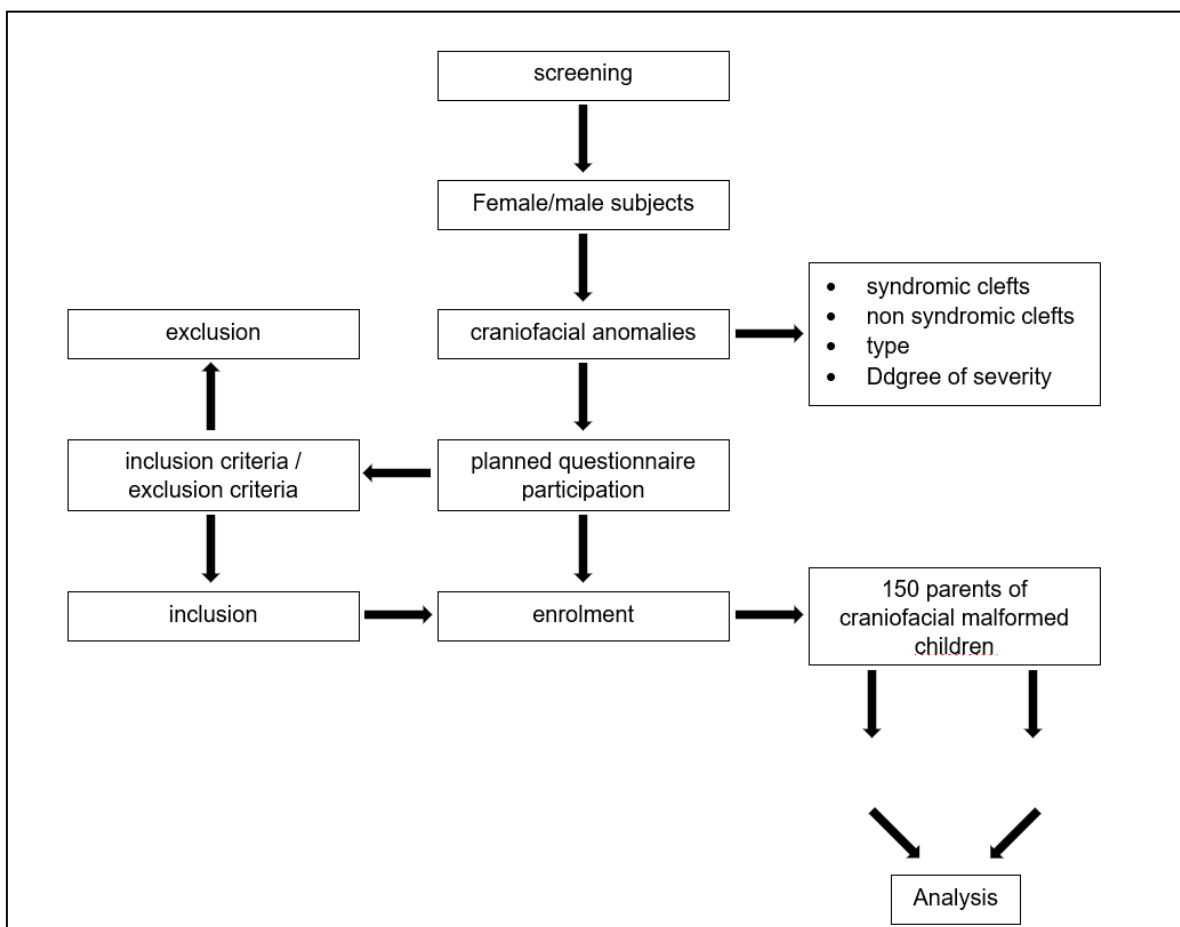 screening
Female/male subjects
• syndromic clefts
• non syndromic clefts
• type
• Ddgree of severity
exclusion
craniofacial anomalies
inclusion criteria /
exclusion criteria
planned questionnaire
participation
inclusion
enrolment
150 parents of
craniofacial malformed
children
Analysis